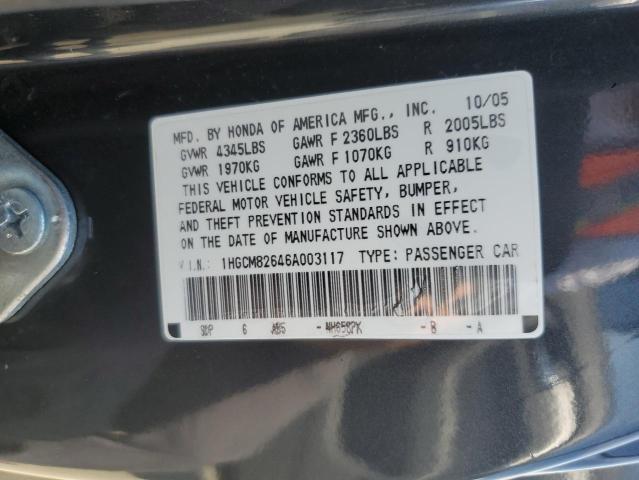 MFD. BY HONDA OF AMERICA MFG., INC. 10/05
GVWR 4345LBS GAWR F 2360LBS R 2005LBS
GVWR 1970KG GAWR F 1070KG R 910KG
THIS VEHICLE CONFORMS TO ALL APPLICABLE
FEDERAL MOTOR VEHICLE SAFETY, BUMPER,
AND THEFT PREVENTION STANDARDS IN EFFECT
ON THE DATE OF MANUFACTURE SHOWN ABOVE.
V.I.N.: 1HGCM82646A003117 TYPE: PASSENGER CAR
6 AB5 - - B - A